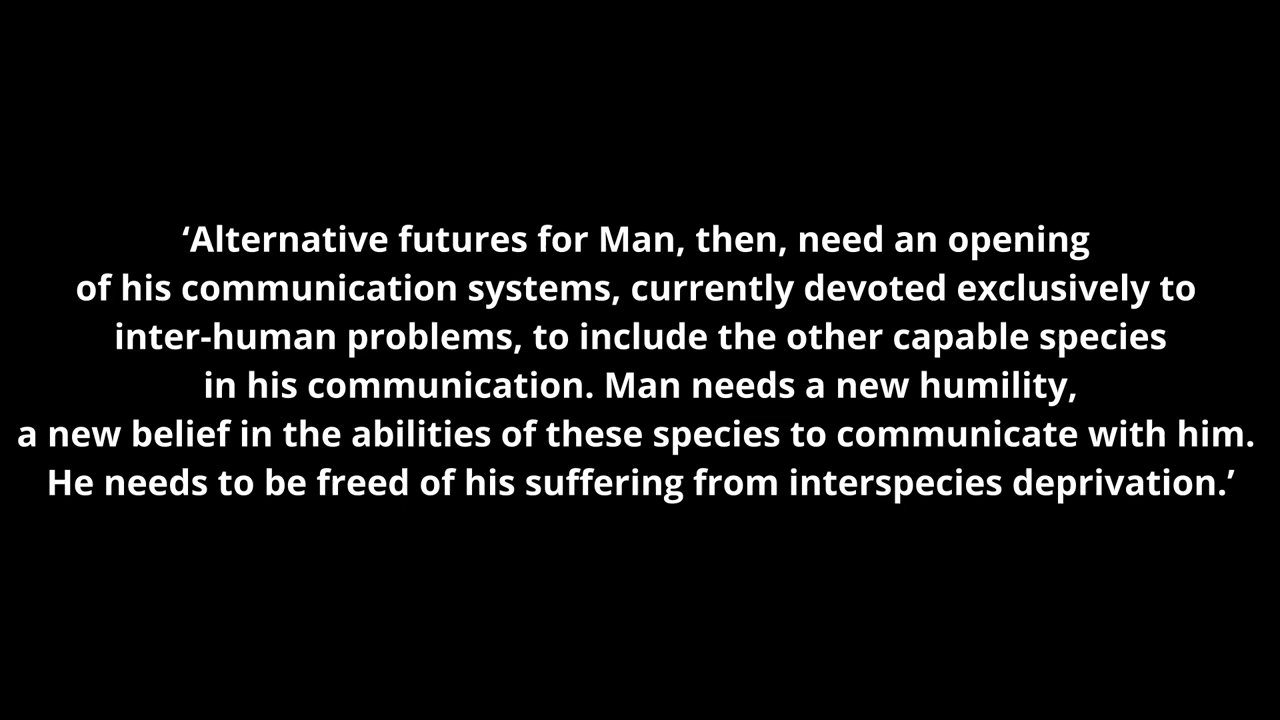 ‘Alternative futures for Man, then, need an opening
of his communication systems, currently devoted exclusively to
inter-human problems, to include the other capable species
in his communication. Man needs a new humility,
a new belief in the abilities of these species to communicate with him.
He needs to be freed of his suffering from interspecies deprivation.’